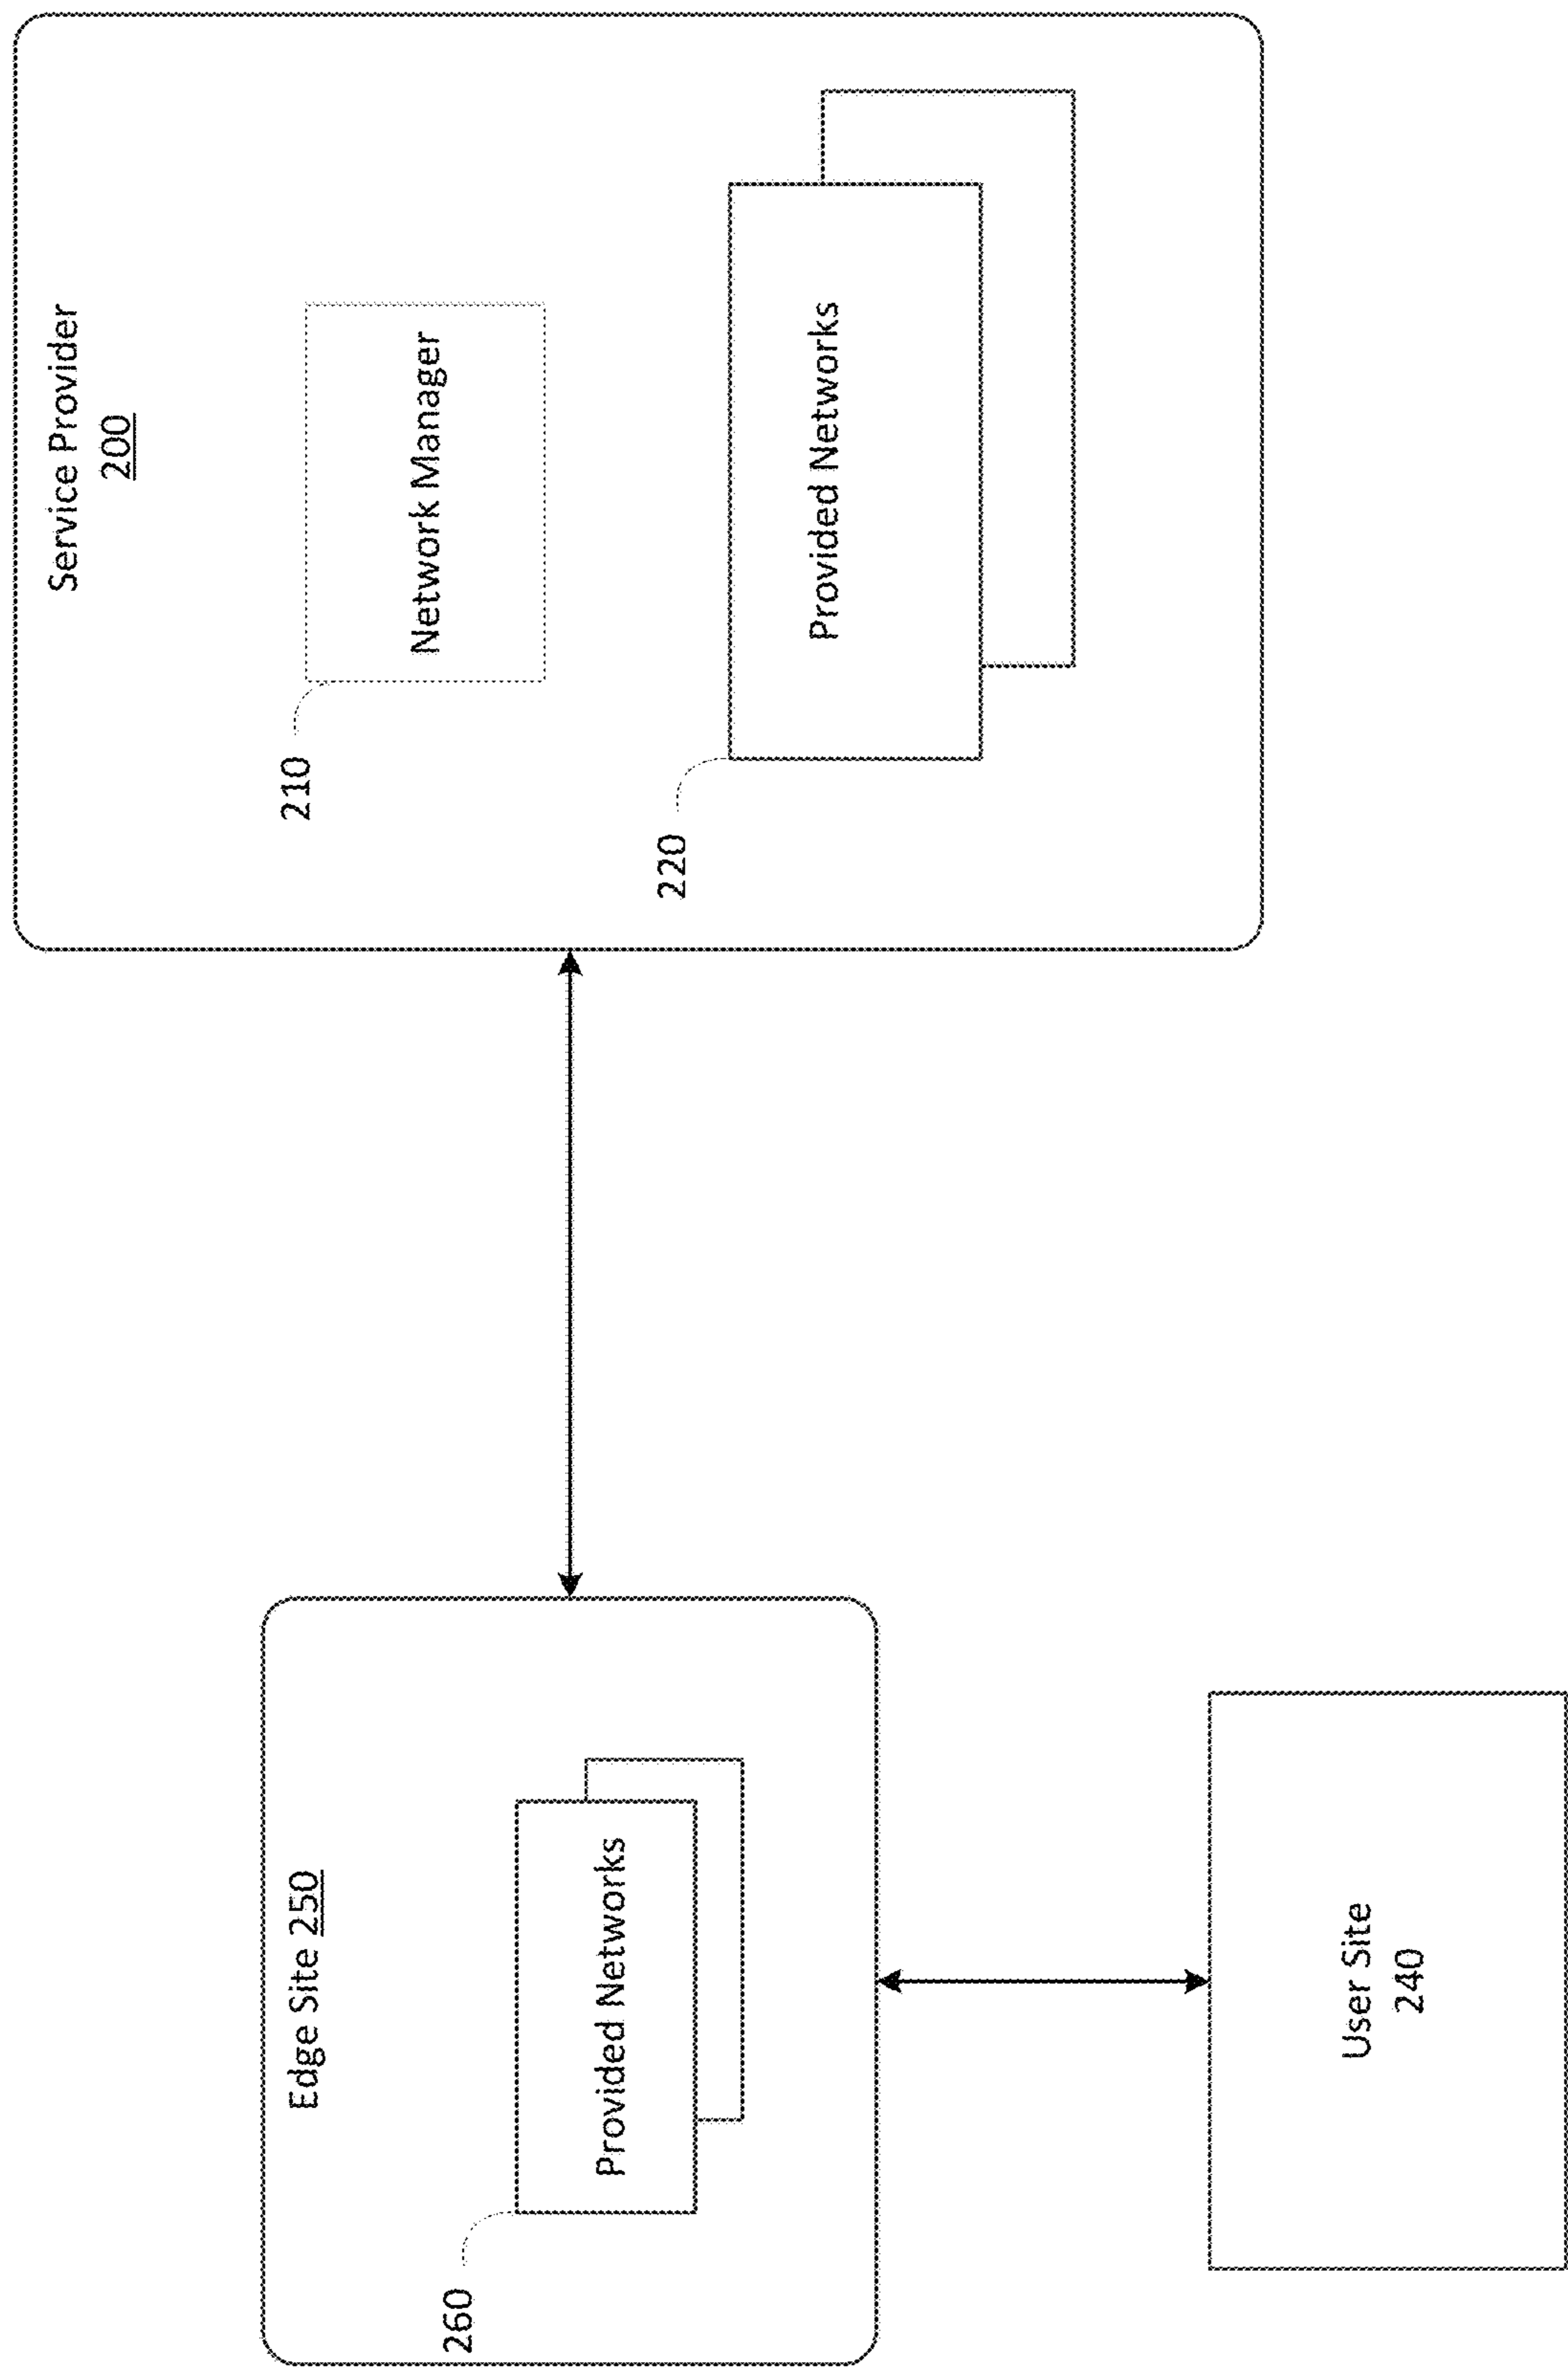 Edge Site 250
260
Provided Networks
User Site
240
Service Provider
200
210
Network Manager
220
Provided Networks